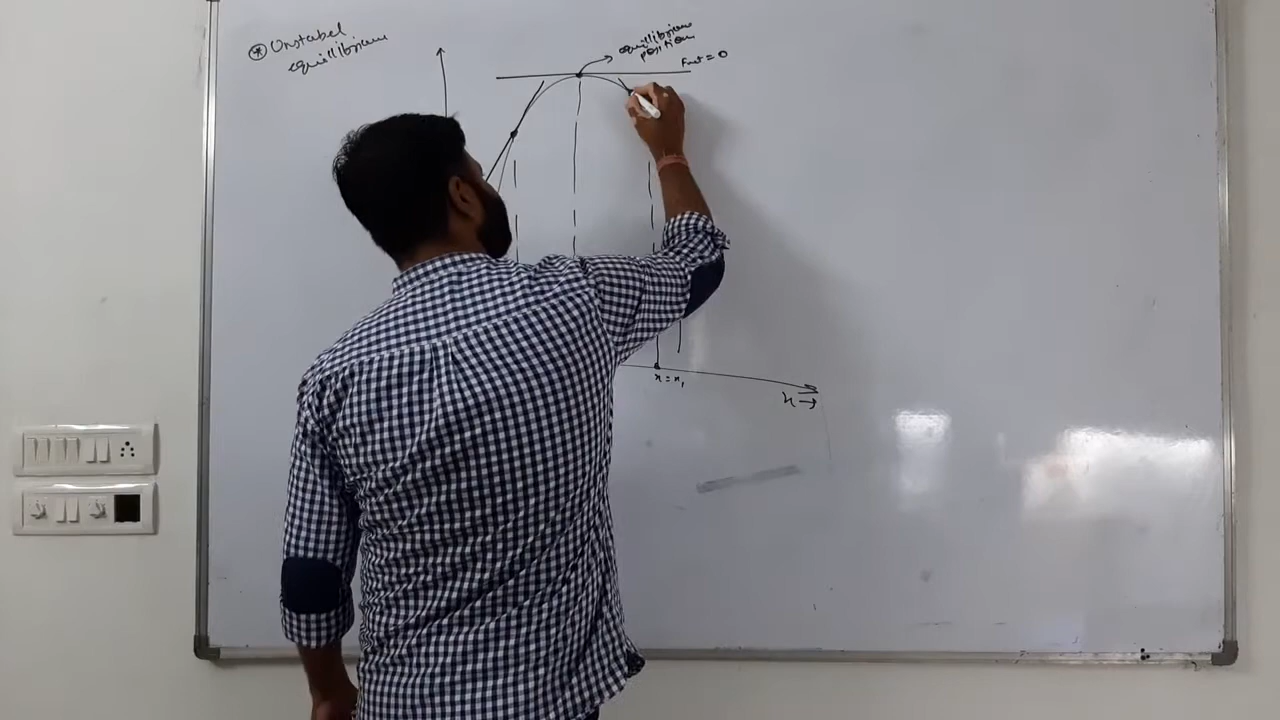 * Unstabel
equillibrium
equillibrium
position
Fnet = 0
x = x₁
x →